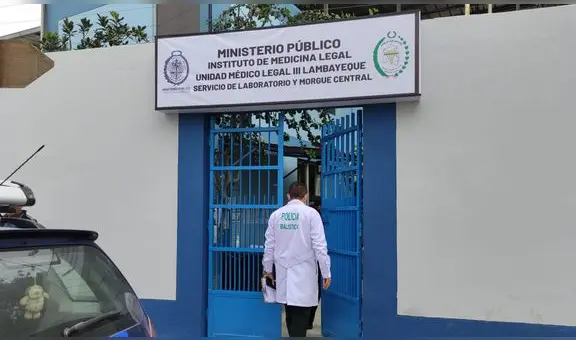 MINISTERIO PÚBLICO
INSTITUTO DE MEDICINA LEGAL
UNIDAD MÉDICO LEGAL III LAMBAYEQUE
SERVICIO DE LABORATORIO Y MORGUE CENTRAL
POLICÍA
BALÍSTICA